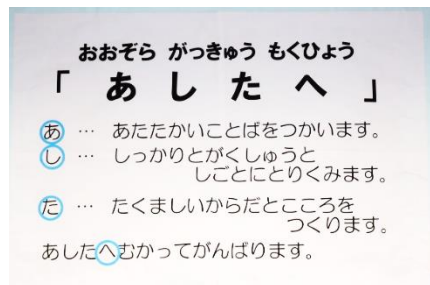 おおぞら がっきゅう もくひょう
「 あ し た へ 」
あ … あたたかいことばをつかいます。
し … しっかりとがくしゅうと
しごとにとりくみます。
た … たくましいからだとこころを
つくります。
あしたへむかってがんばります。